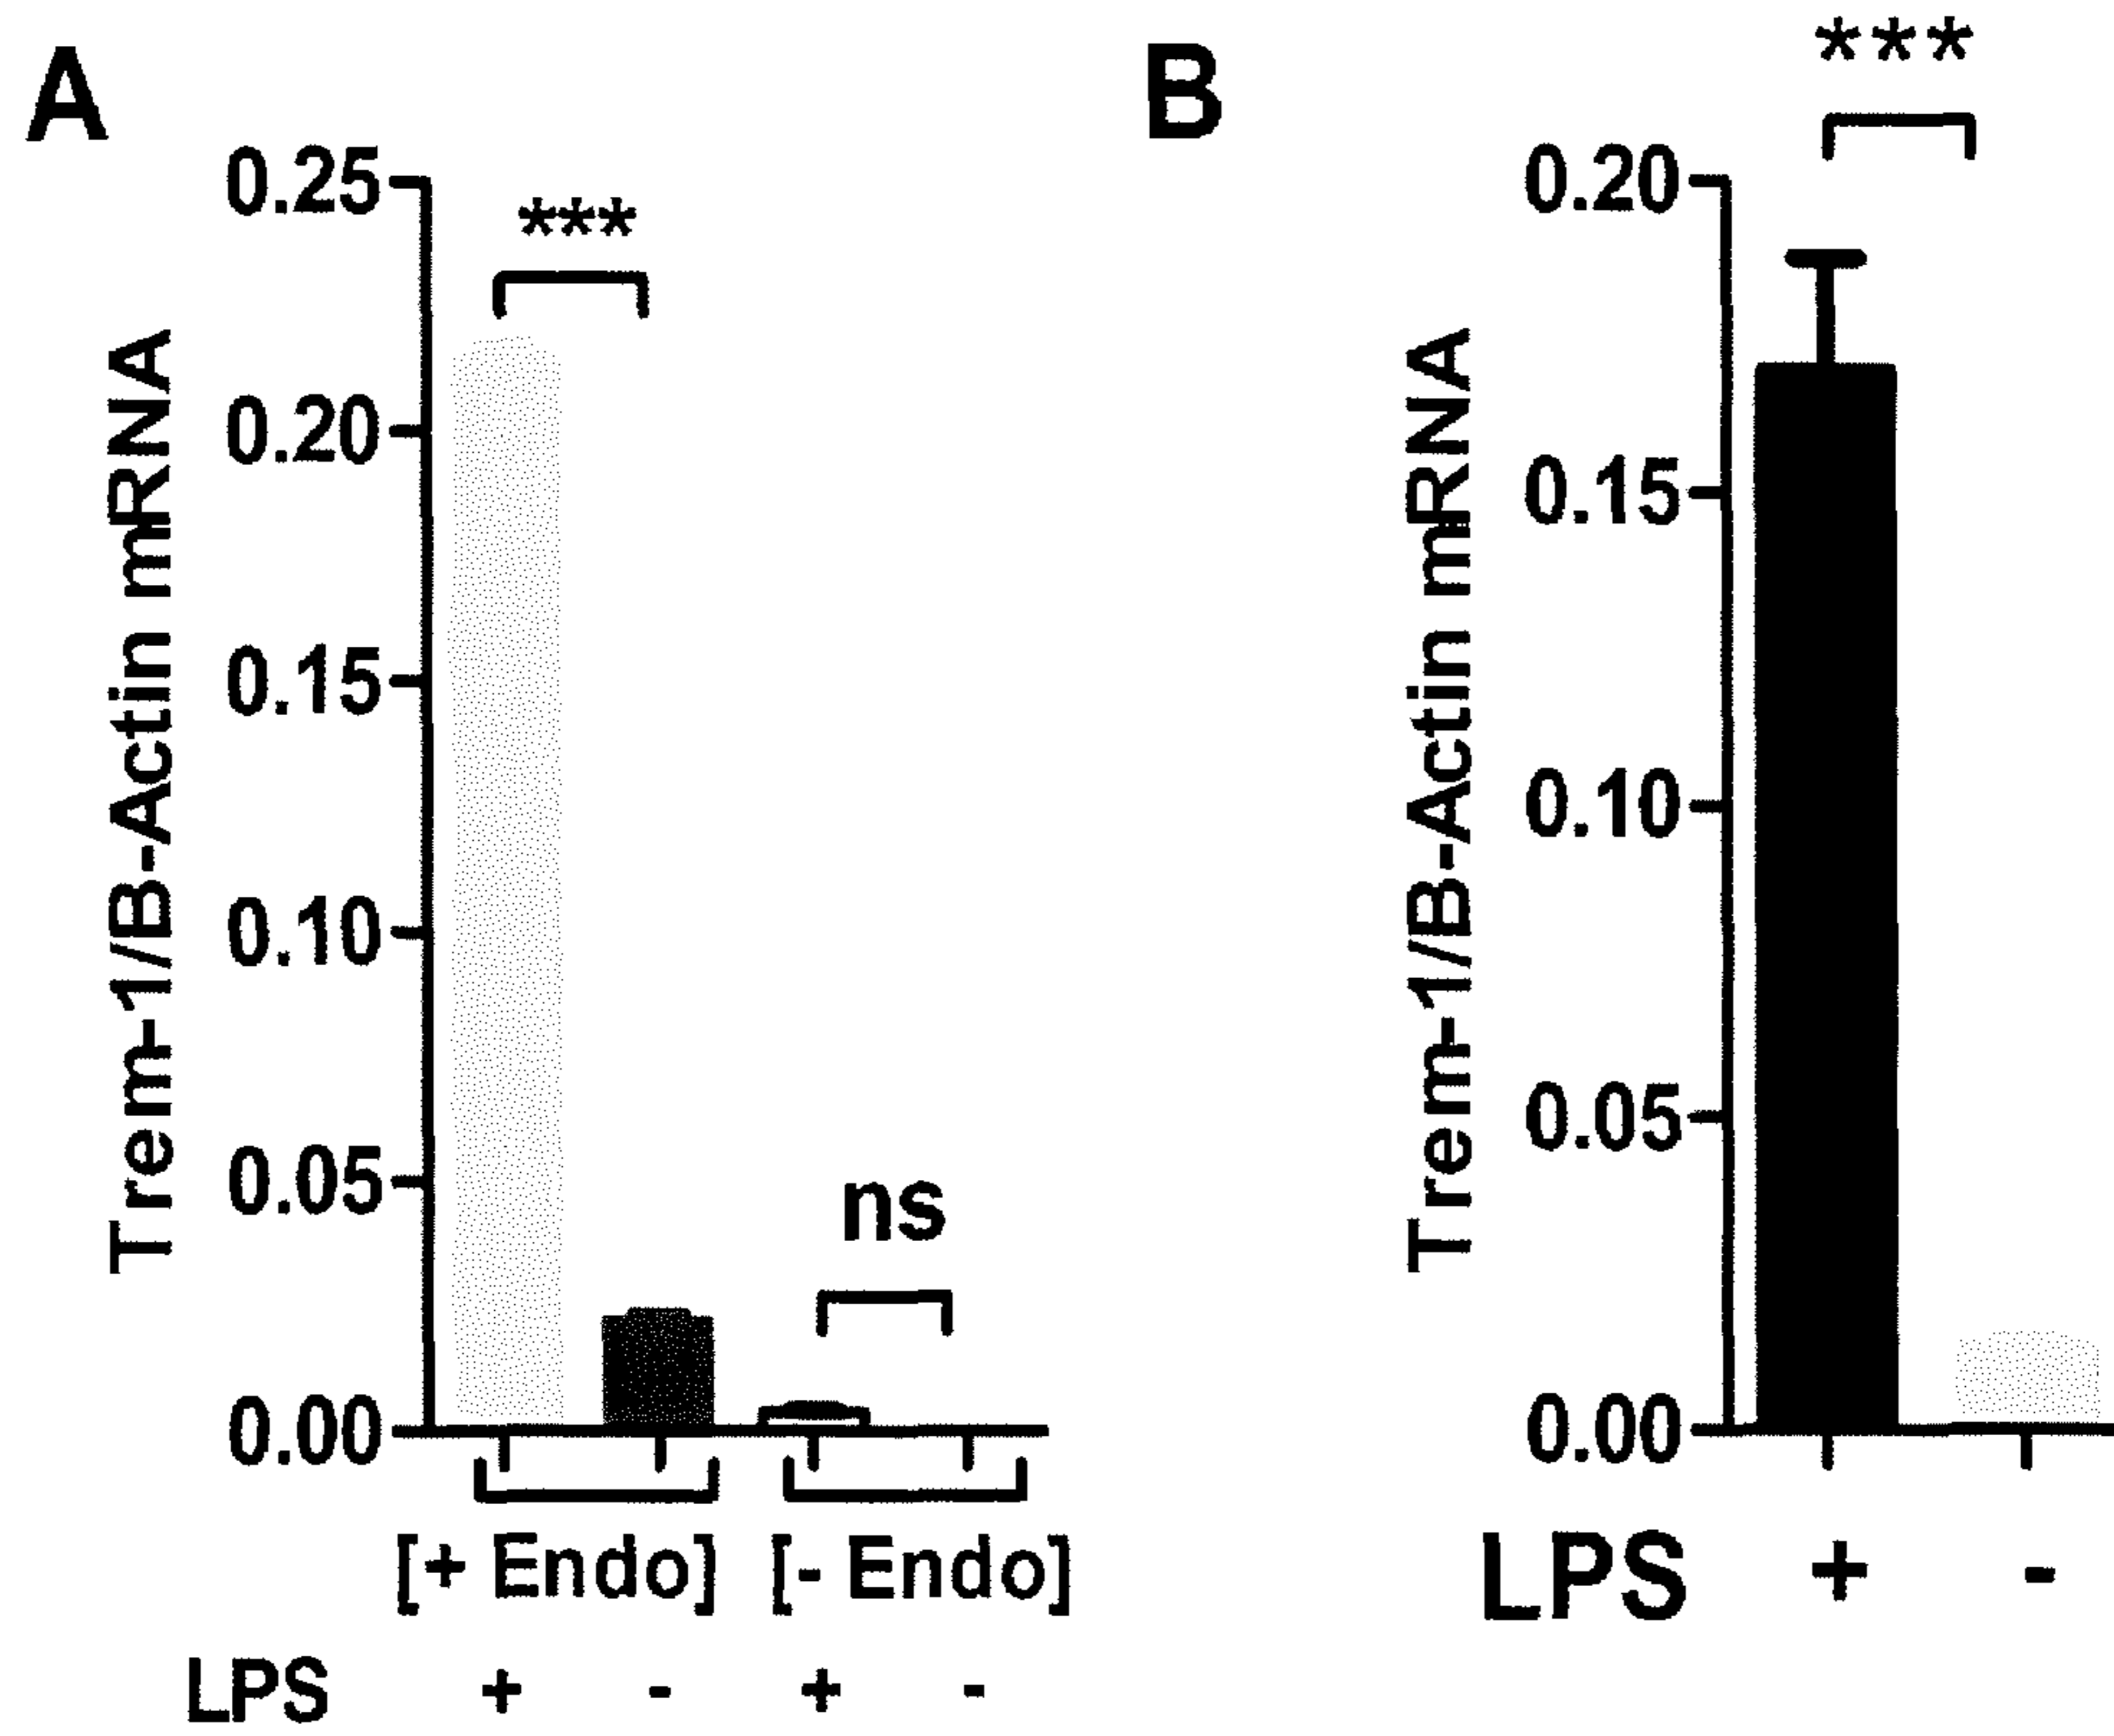 A
***
0.25
0.20
0.15
0.10
0.05
0.00
Trem-1/B-Actin mRNA
ns
[+ Endo] [- Endo]
LPS + - + -
B
***
0.20
0.15
0.10
0.05
0.00
Trem-1/B-Actin mRNA
LPS + -